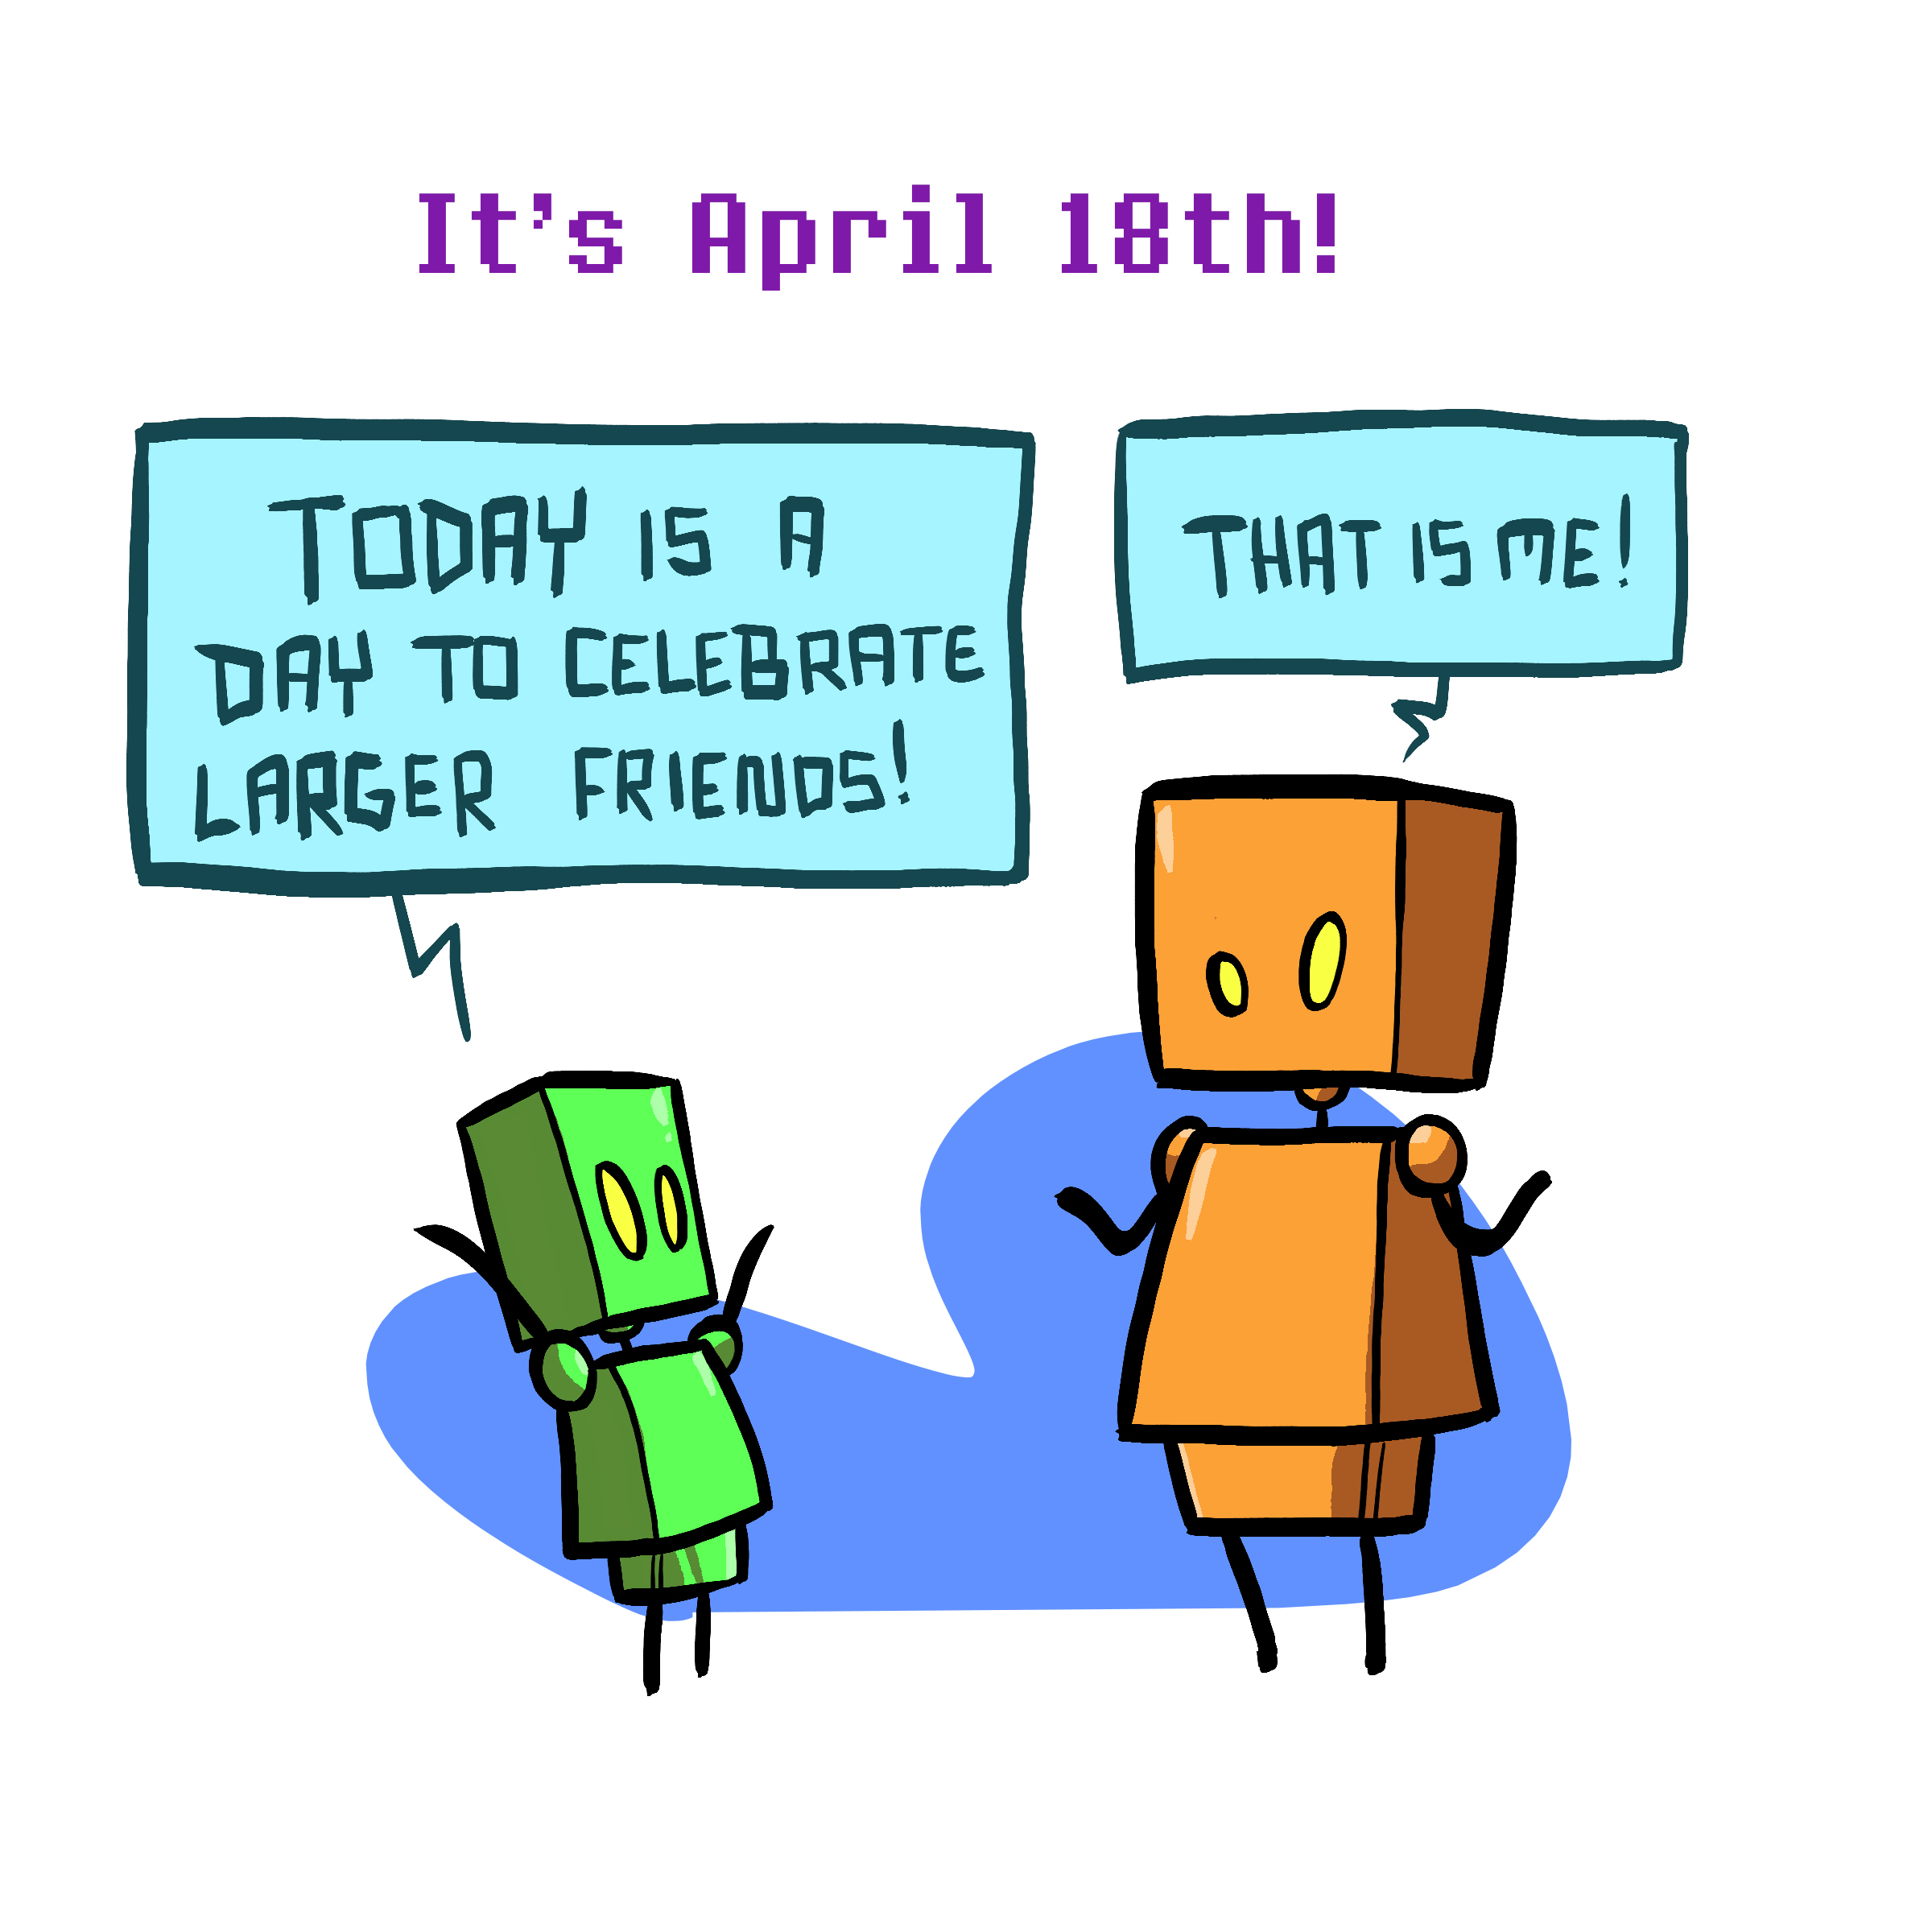 It's April 18th!
TODAY IS A
DAY TO CELEBRATE
LARGER FRIENDS!
THAT IS ME!